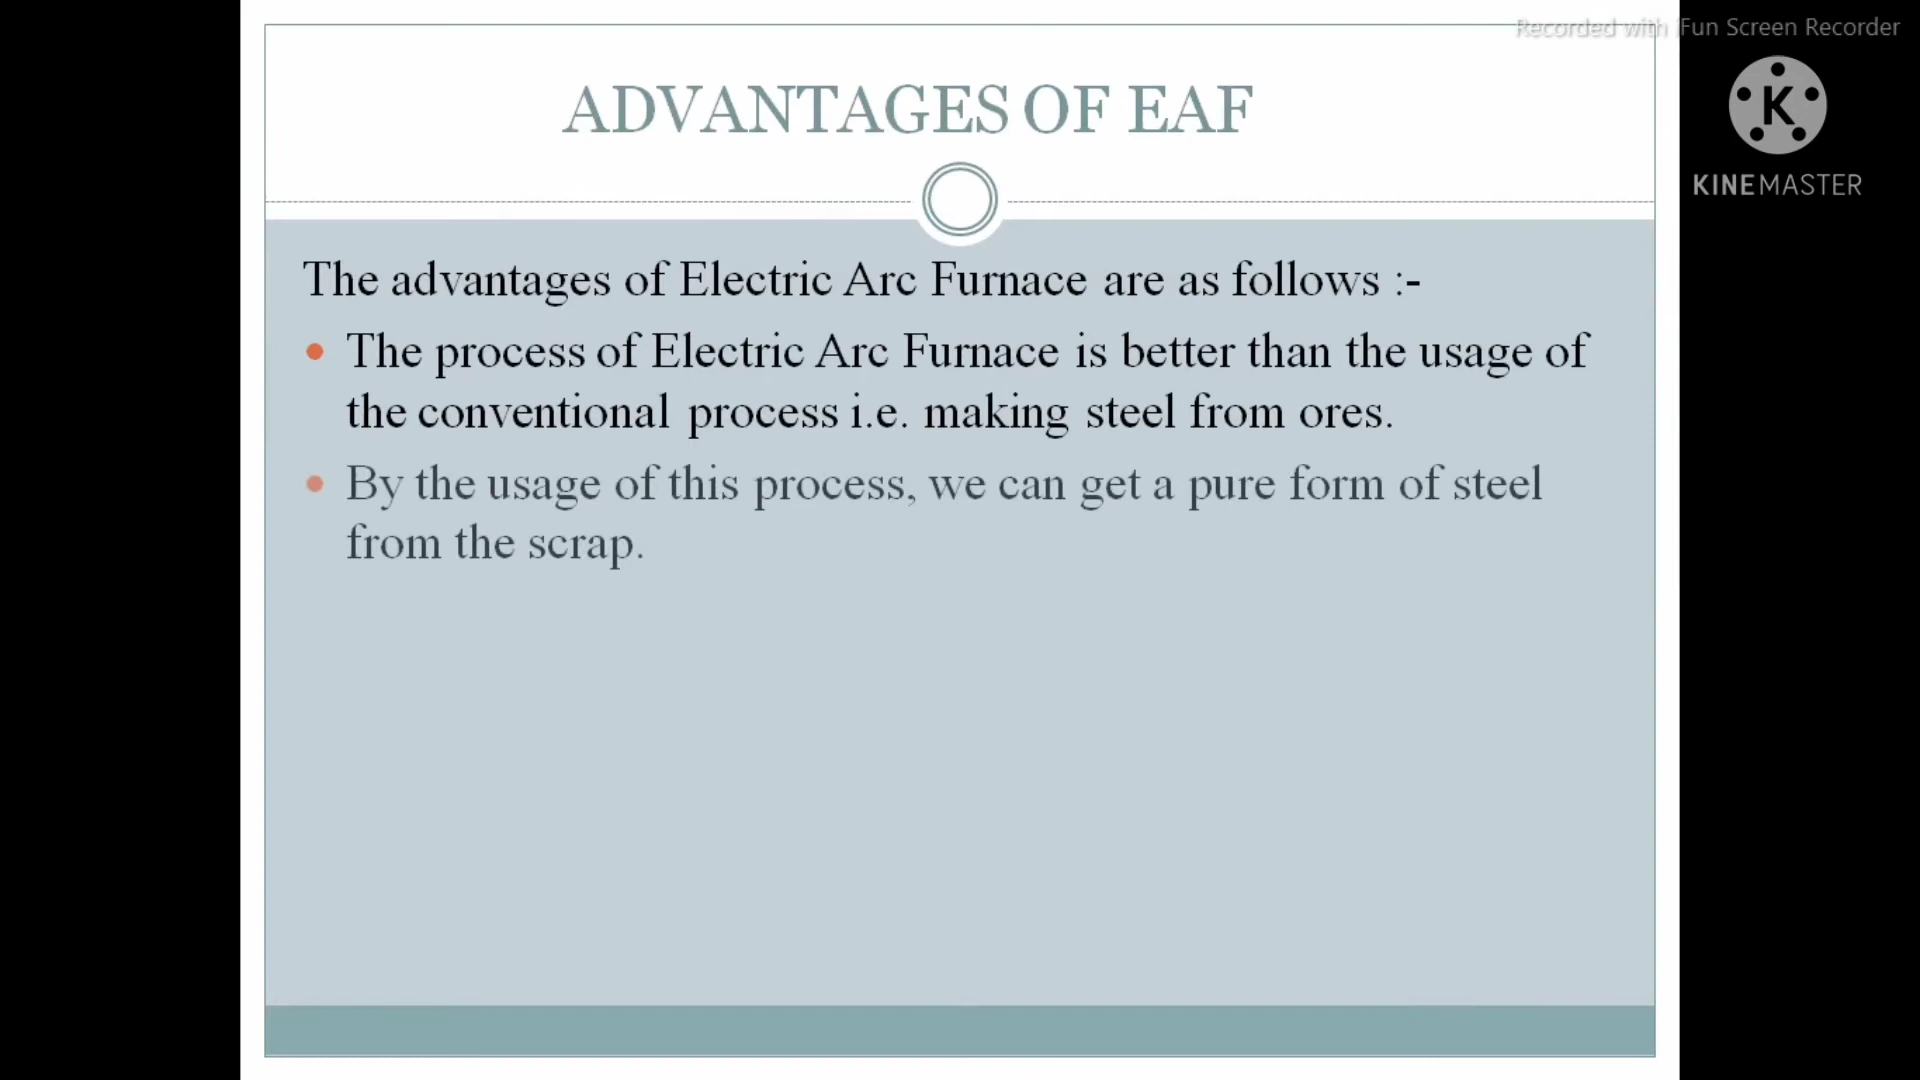 Recorded with iFun Screen Recorder
K
KINEMASTER
ADVANTAGES OF EAF
The advantages of Electric Arc Furnace are as follows :-
• The process of Electric Arc Furnace is better than the usage of
the conventional process i.e. making steel from ores.
• By the usage of this process, we can get a pure form of steel
from the scrap.